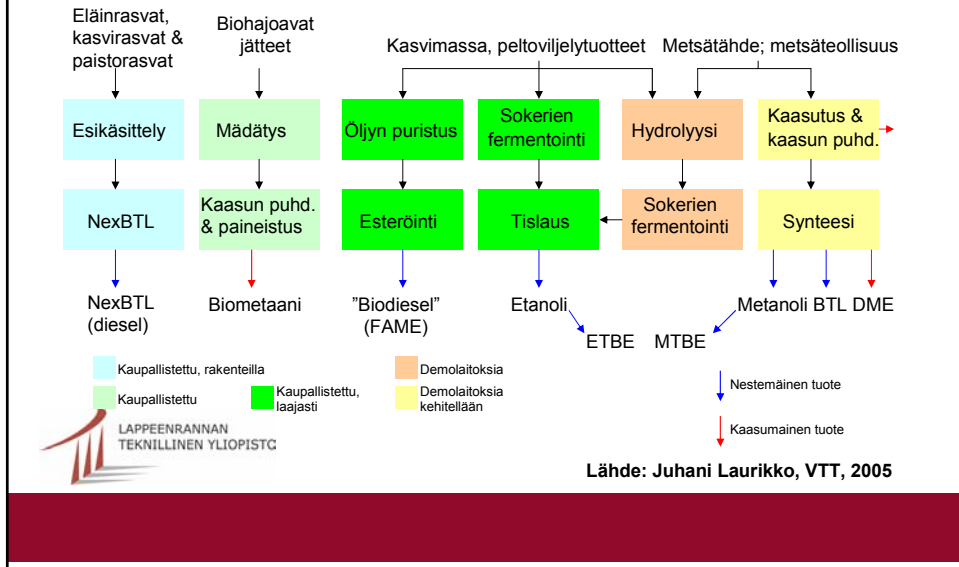 Eläinrasvat,
kasvirasvat &
paistorasvat
Biohajoavat
jätteet
Kasvimassa, peltoviljelytuotteet
Metsätähde; metsäteollisuus
Esikäsittely
Mädätys
Öljyn puristus
Sokerien
fermentointi
Hydrolyysi
Kaasutus &
kaasun puhd.
NexBTL
Kaasun puhd.
& paineistus
Esteröinti
Tislaus
Sokerien
fermentointi
Synteesi
NexBTL
(diesel)
Biometaani
"Biodiesel"
(FAME)
Etanoli
Metanoli BTL DME
ETBE
MTBE
Kaupallistettu, rakenteilla
Kaupallistettu
Kaupallistettu,
laajasti
Demolaitoksia
Demolaitoksia
kehitellään
Nestemäinen tuote
Kaasumainen tuote
LAPPEENRANNAN
TEKNILLINEN YLIOPISTO
Lähde: Juhani Laurikko, VTT, 2005